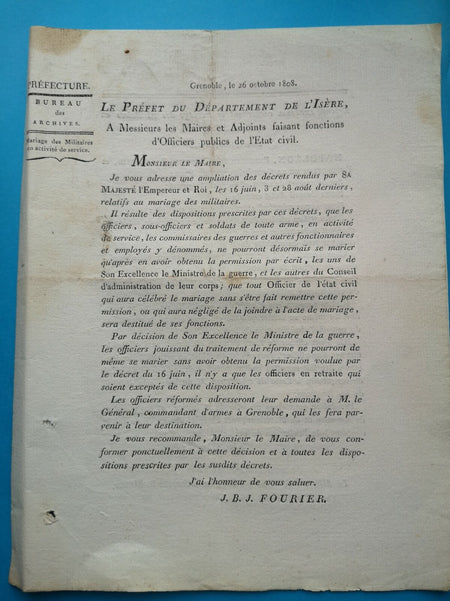 PRÉFECTURE.
BUREAU
des
ARCHIVES.
Mariage des Militaires
en activité de service.
Grenoble, le 26 octobre 1808.
LE PRÉFET DU DÉPARTEMENT DE L'ISÈRE,
A Messieurs les Maires et Adjoints faisant fonctions
d'Officiers publics de l'Etat civil.
MONSIEUR LE MAIRE,
Je vous adresse une ampliation des décrets rendus par SA
MAJESTÉ l'Empereur et Roi, les 16 juin, 3 et 28 août derniers,
relatifs au mariage des militaires.
Il résulte des dispositions prescrites par ces décrets, que les
officiers, sous-officiers et soldats de toute arme, en activité
de service, les commissaires des guerres et autres fonctionnaires
et employés y dénommés, ne pourront désormais se marier
qu'après en avoir obtenu la permission par écrit, les uns de
Son Excellence le Ministre de la guerre, et les autres du Conseil
d'administration de leur corps; que tout Officier de l'état civil
qui aura célébré le mariage sans s'être fait remettre cette per-
mission, ou qui aura négligé de la joindre à l'acte de mariage,
sera destitué de ses fonctions.
Par décision de Son Excellence le Ministre de la guerre,
les officiers jouissant du traitement de réforme ne pourront de
même se marier sans avoir obtenu la permission voulue par
le décret du 16 juin, il n'y a que les officiers en retraite qui
soient exceptés de cette disposition.
Les officiers réformés adresseront leur demande à M. le
Général, commandant d'armes à Grenoble, qui les fera par-
venir à leur destination.
Je vous recommande, Monsieur le Maire, de vous con-
former ponctuellement à cette décision et à toutes les dispo-
sitions prescrites par les susdits décrets.
J'ai l'honneur de vous saluer.
J. B. J. FOURIER.